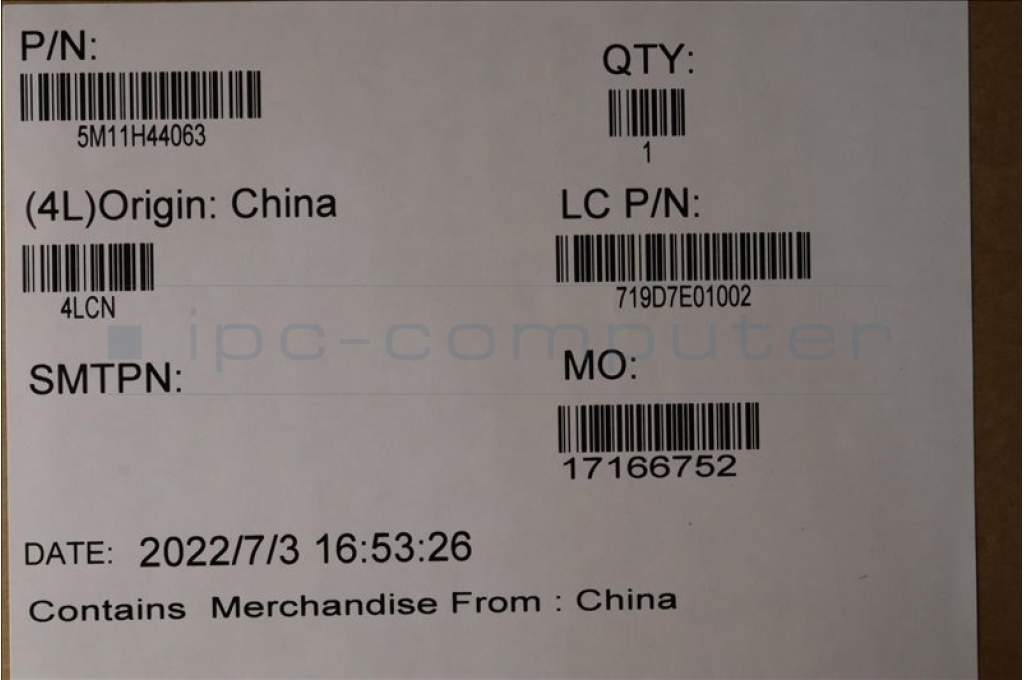 P/N:
5M11H44063
QTY:
1
(4L)Origin: China
4LCN
LC P/N:
719D7E01002
ipc-computer
SMTPN:
MO:
17166752
DATE: 2022/7/3 16:53:26
Contains Merchandise From : China